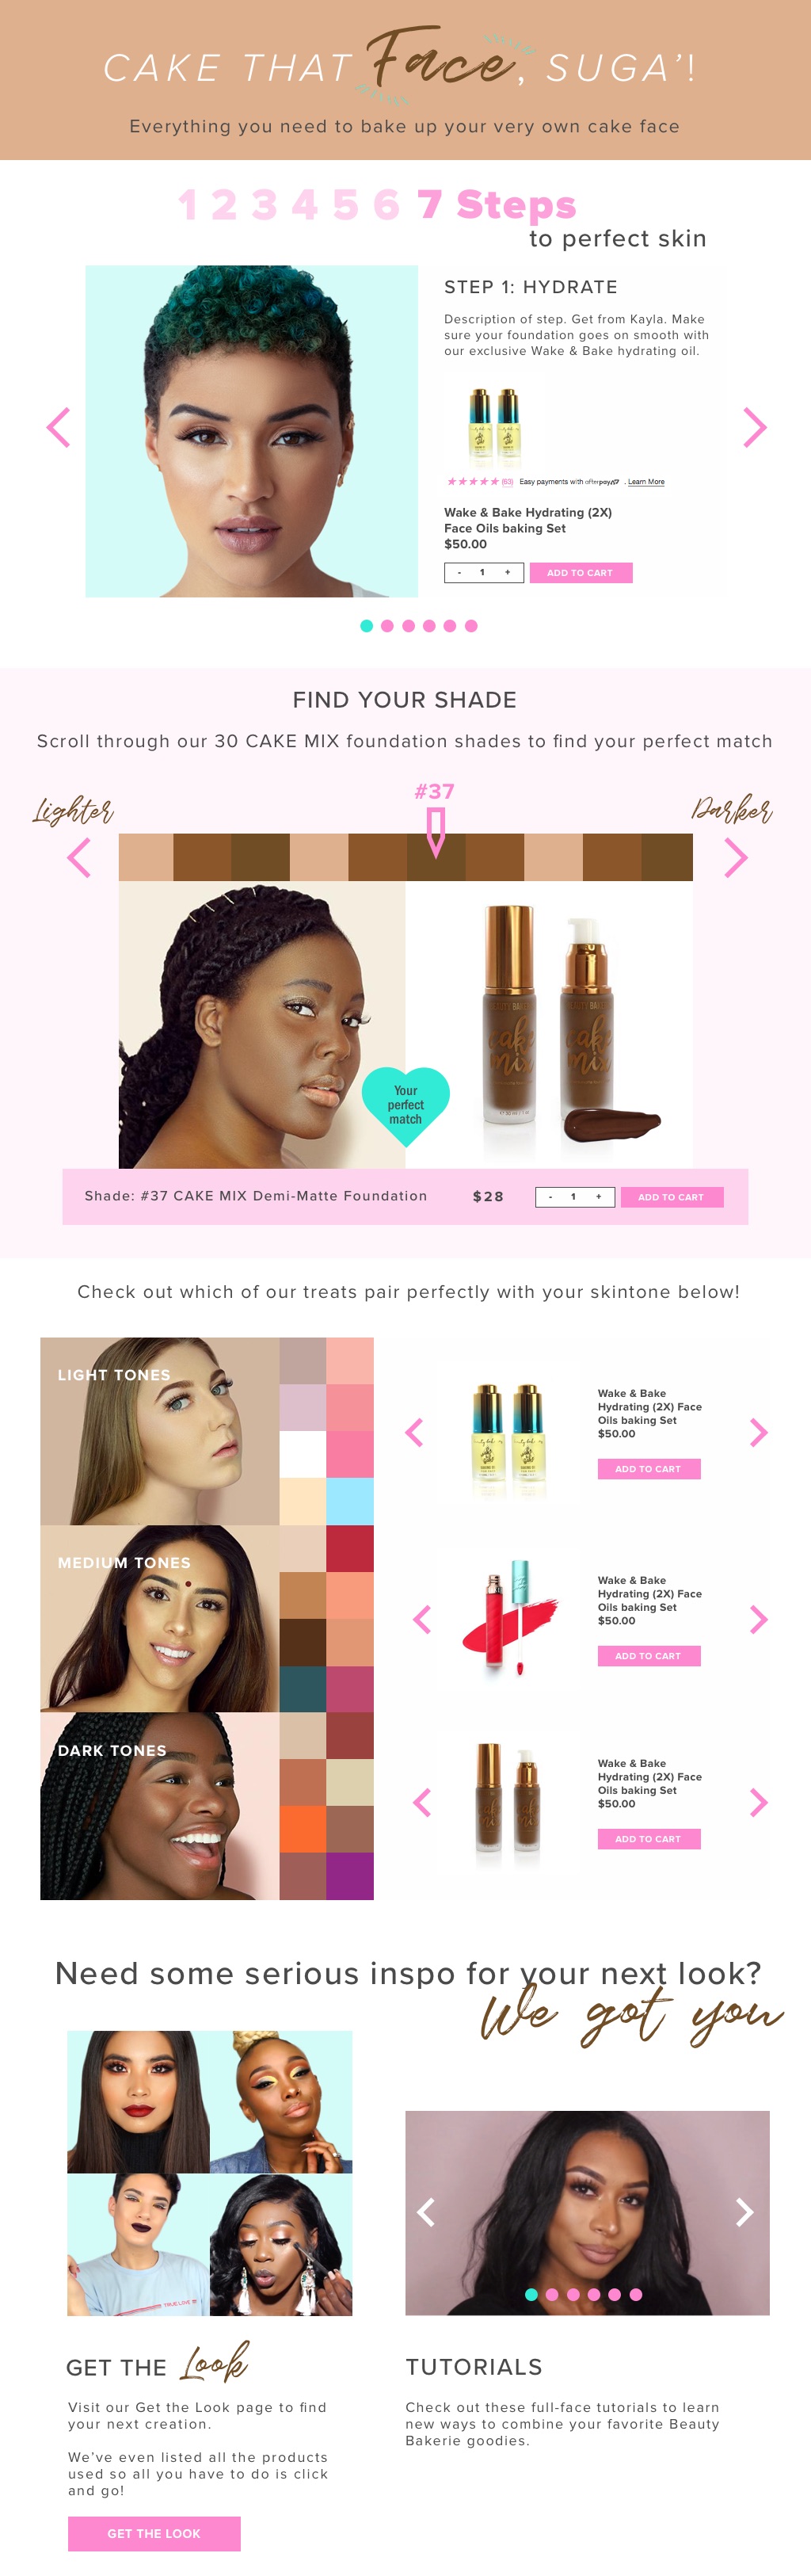 CAKE THAT Face, SUGA'!
Everything you need to bake up your very own cake face
1 2 3 4 5 6 7 Steps
to perfect skin
STEP 1: HYDRATE
Description of step. Get from Kayla. Make
sure your foundation goes on smooth with
our exclusive Wake & Bake hydrating oil.
(63) Easy payments with afterpay. Learn More
Wake & Bake Hydrating (2X)
Face Oils baking Set
$50.00
- 1 + ADD TO CART
FIND YOUR SHADE
Scroll through our 30 CAKE MIX foundation shades to find your perfect match
#37
Lighter
Darker
cake mix
cake mix
Your
perfect
match
Shade: #37 CAKE MIX Demi-Matte Foundation $28 - 1 + ADD TO CART
Check out which of our treats pair perfectly with your skintone below!
LIGHT TONES
Wake & Bake
Hydrating (2X) Face
Oils baking Set
$50.00
ADD TO CART
MEDIUM TONES
Wake & Bake
Hydrating (2X) Face
Oils baking Set
$50.00
ADD TO CART
DARK TONES
Wake & Bake
Hydrating (2X) Face
Oils baking Set
$50.00
ADD TO CART
Need some serious inspo for your next look?
We got you
TRUE LOVE
GET THE Look
Visit our Get the Look page to find
your next creation.
We've even listed all the products
used so all you have to do is click
and go!
GET THE LOOK
TUTORIALS
Check out these full-face tutorials to learn
new ways to combine your favorite Beauty
Bakerie goodies.